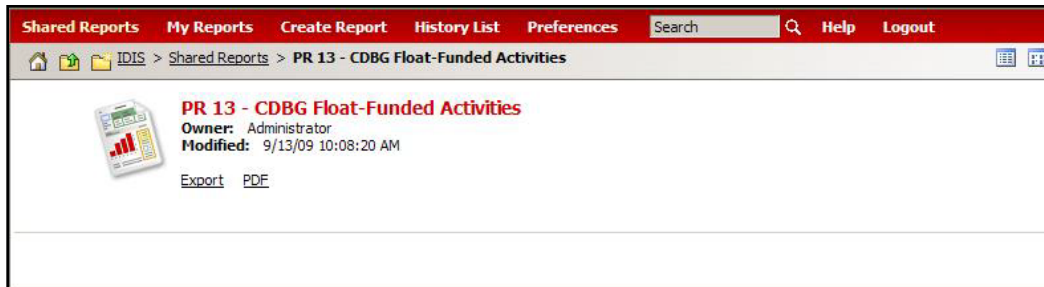 Shared Reports My Reports Create Report History List Preferences Search Help Logout
IDIS > Shared Reports > PR 13 - CDBG Float-Funded Activities
PR 13 - CDBG Float-Funded Activities
Owner: Administrator
Modified: 9/13/09 10:08:20 AM
Export PDF